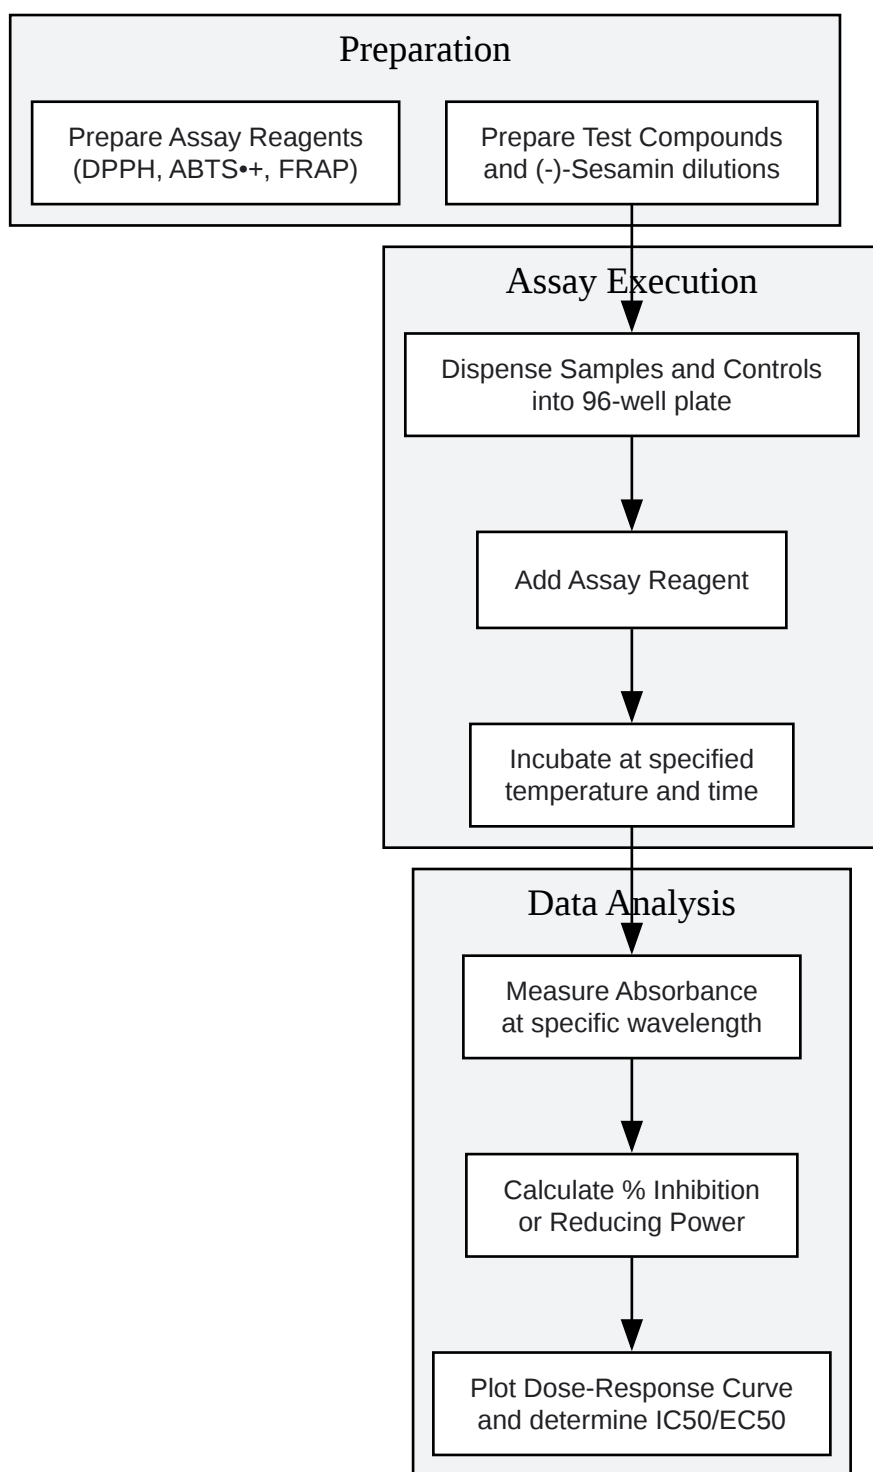 Preparation
Prepare Assay Reagents
(DPPH, ABTS•+, FRAP)
Prepare Test Compounds
and (-)-Sesamin dilutions
Assay Execution
Dispense Samples and Controls
into 96-well plate
Add Assay Reagent
Incubate at specified
temperature and time
Data Analysis
Measure Absorbance
at specific wavelength
Calculate % Inhibition
or Reducing Power
Plot Dose-Response Curve
and determine IC50/EC50